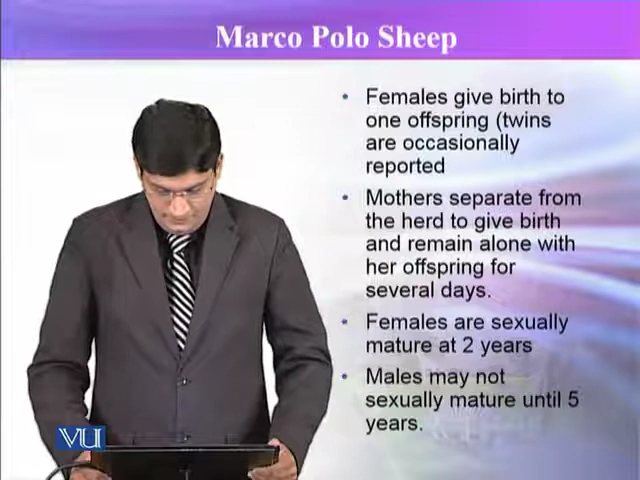 Marco Polo Sheep
• Females give birth to
one offspring (twins
are occasionally
reported
• Mothers separate from
the herd to give birth
and remain alone with
her offspring for
several days.
• Females are sexually
mature at 2 years
• Males may not
sexually mature until 5
years.
VU